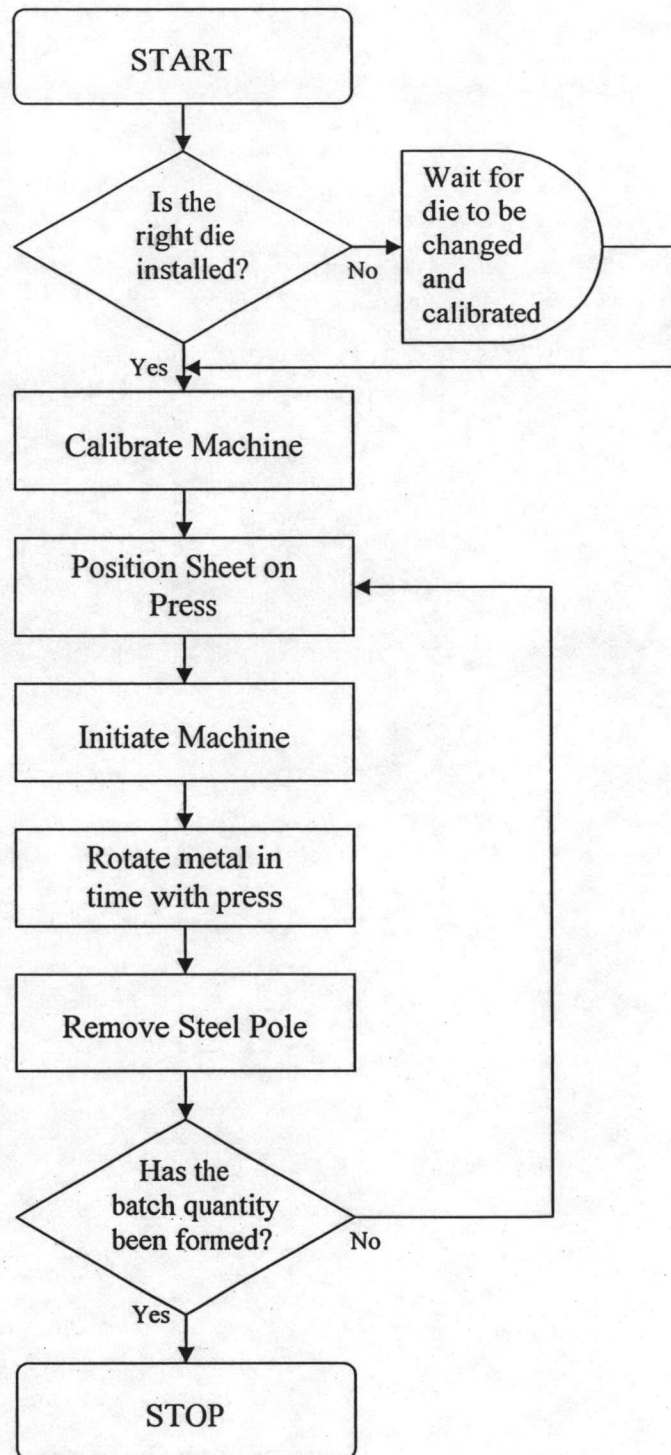 START
Is the
right die
installed?
No
Wait for
die to be
changed
and
calibrated
Yes
Calibrate Machine
Position Sheet on
Press
Initiate Machine
Rotate metal in
time with press
Remove Steel Pole
Has the
batch quantity
been formed?
No
Yes
STOP